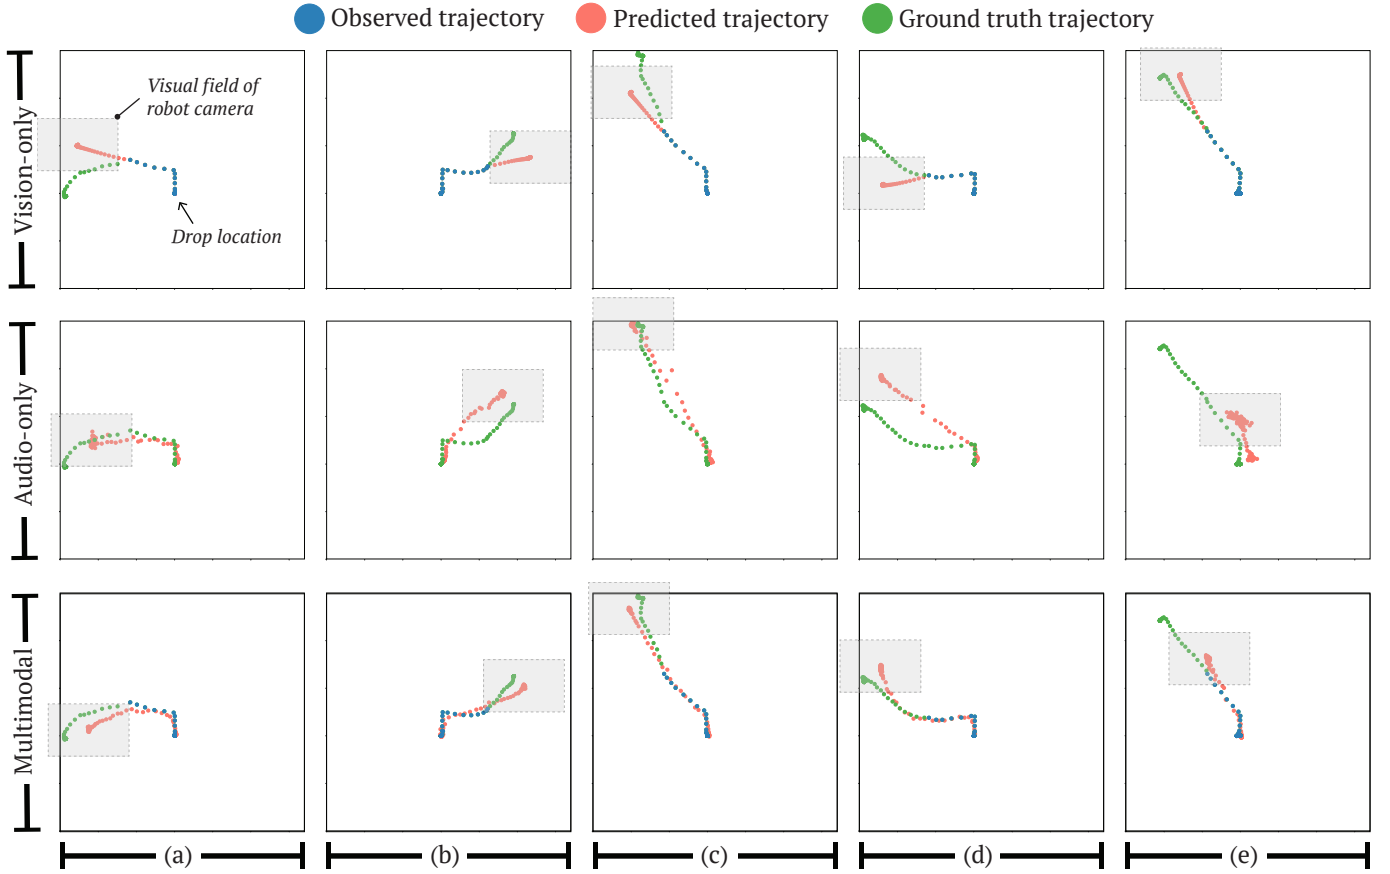 Observed trajectory
Predicted trajectory
Ground truth trajectory
Vision-only
Visual field of
robot camera
Drop location
Audio-only
Multimodal
(a)
(b)
(c)
(d)
(e)